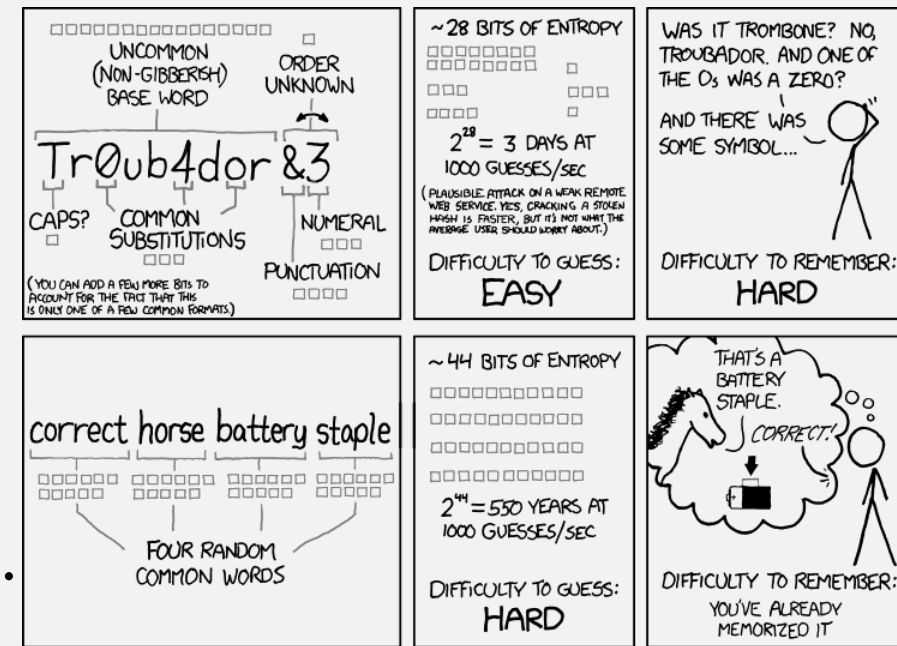 UNCOMMON
(NON-GIBBERISH)
BASE WORD
ORDER
UNKNOWN
Tr0ub4dor &3
CAPS?
COMMON
SUBSTITUTIONS
NUMERAL
PUNCTUATION
(YOU CAN ADD A FEW MORE BITS TO
ACCOUNT FOR THE FACT THAT THIS
IS ONLY ONE OF A FEW COMMON FORMATS.)
~28 BITS OF ENTROPY
2²⁸ = 3 DAYS AT
1000 GUESSES/SEC
(PLAUSIBLE ATTACK ON A WEAK REMOTE
WEB SERVICE. YES, CRACKING A STOLEN
HASH IS FASTER, BUT IT'S NOT WHAT THE
AVERAGE USER SHOULD WORRY ABOUT.)
DIFFICULTY TO GUESS:
EASY
WAS IT TROMBONE? NO,
TROUBADOR. AND ONE OF
THE Os WAS A ZERO?
AND THERE WAS
SOME SYMBOL...
DIFFICULTY TO REMEMBER:
HARD
correct horse battery staple
FOUR RANDOM
COMMON WORDS
~44 BITS OF ENTROPY
2⁴⁴ = 550 YEARS AT
1000 GUESSES/SEC
DIFFICULTY TO GUESS:
HARD
THAT'S A
BATTERY
STAPLE.
CORRECT!
DIFFICULTY TO REMEMBER:
YOU'VE ALREADY
MEMORIZED IT